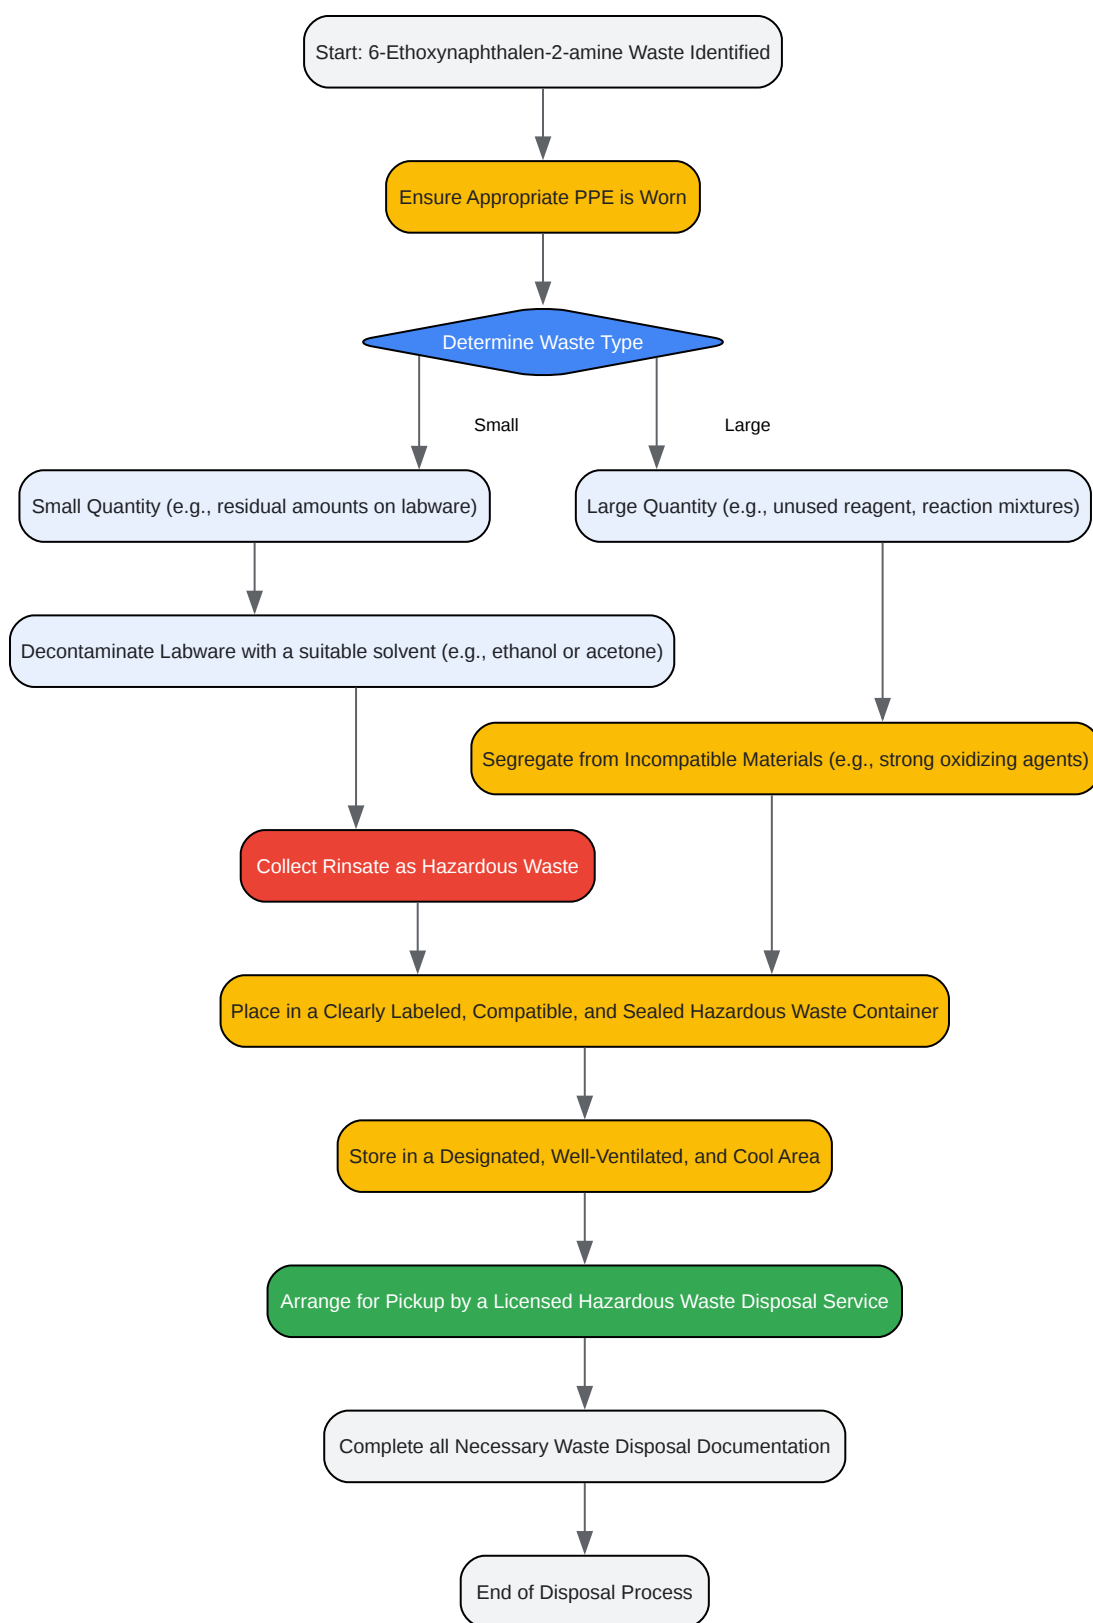 Start: 6-Ethoxynaphthalen-2-amine Waste Identified
Ensure Appropriate PPE is Worn
Determine Waste Type
Small
Large
Small Quantity (e.g., residual amounts on labware)
Large Quantity (e.g., unused reagent, reaction mixtures)
Decontaminate Labware with a suitable solvent (e.g., ethanol or acetone)
Segregate from Incompatible Materials (e.g., strong oxidizing agents)
Collect Rinsate as Hazardous Waste
Place in a Clearly Labeled, Compatible, and Sealed Hazardous Waste Container
Store in a Designated, Well-Ventilated, and Cool Area
Arrange for Pickup by a Licensed Hazardous Waste Disposal Service
Complete all Necessary Waste Disposal Documentation
End of Disposal Process